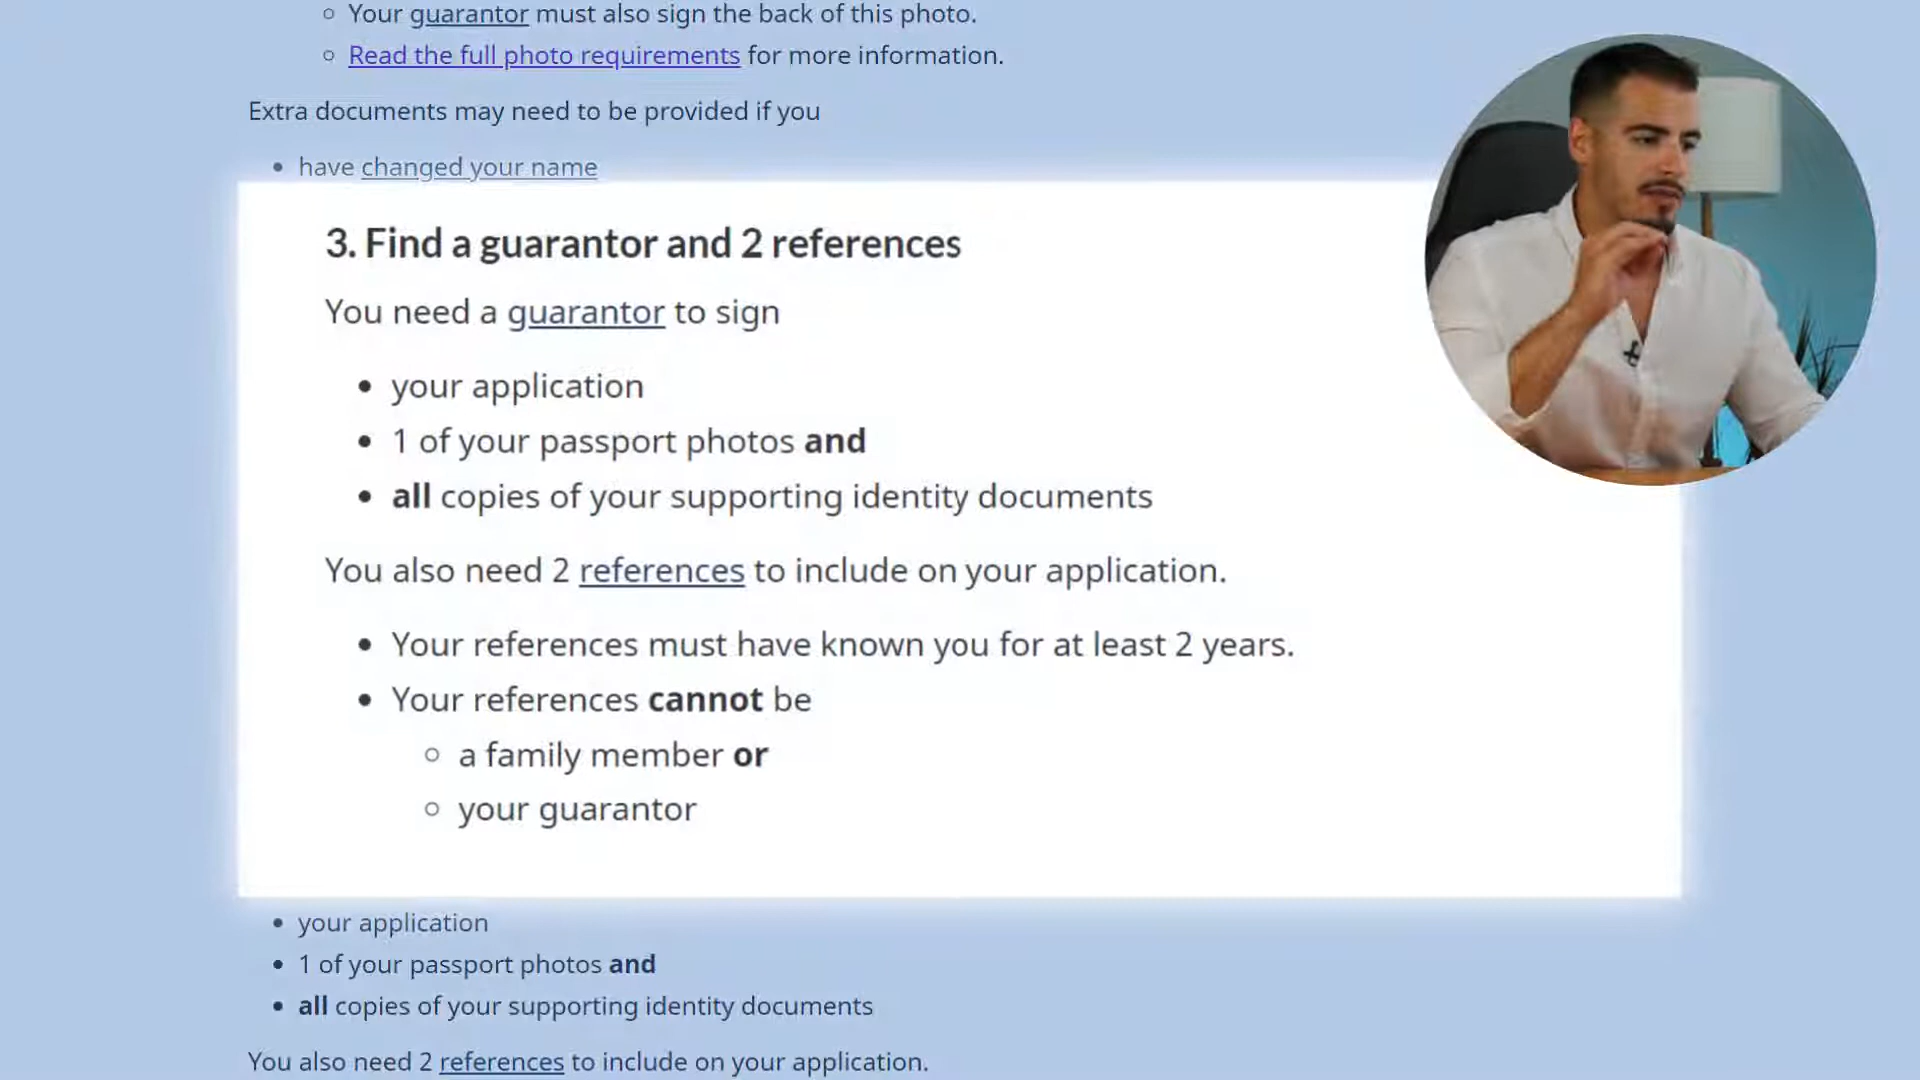 Your guarantor must also sign the back of this photo.
Read the full photo requirements for more information.
Extra documents may need to be provided if you
have changed your name
3. Find a guarantor and 2 references
You need a guarantor to sign
your application
1 of your passport photos and
all copies of your supporting identity documents
You also need 2 references to include on your application.
Your references must have known you for at least 2 years.
Your references cannot be
a family member or
your guarantor
your application
1 of your passport photos and
all copies of your supporting identity documents
You also need 2 references to include on your application.